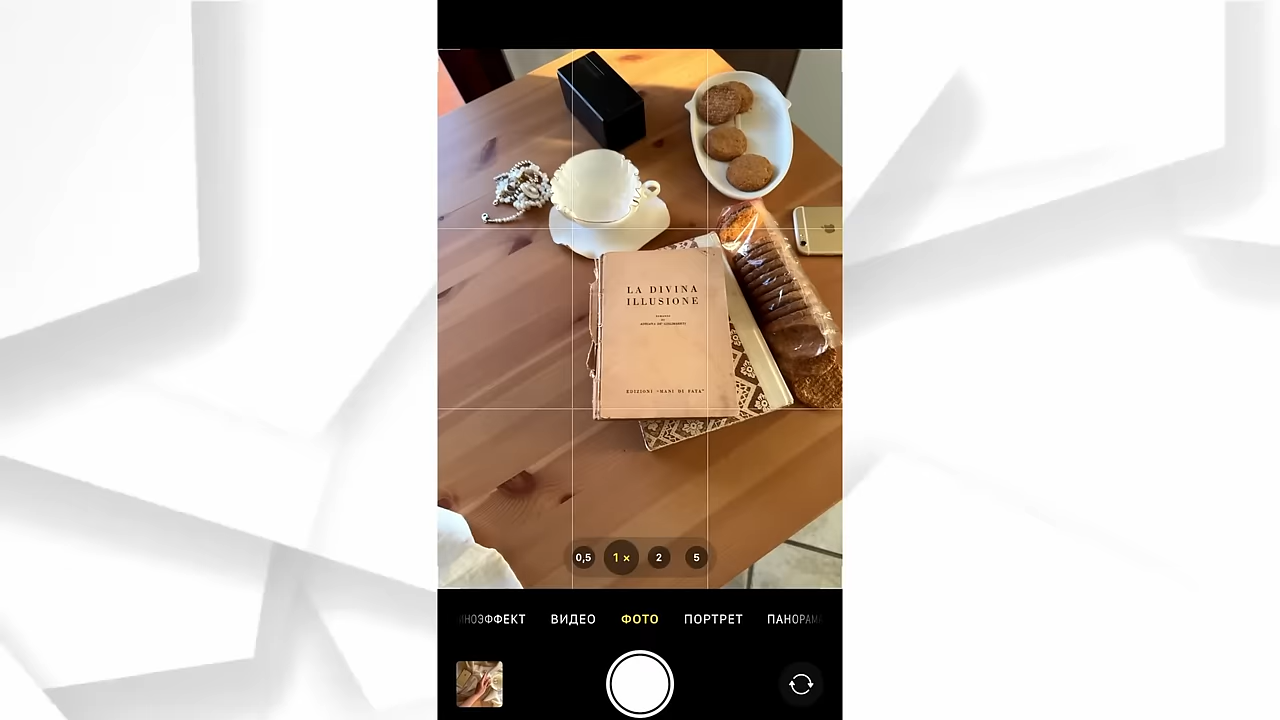 LA DIVINA
ILLUSIONE
EDIZIONI "MANI DI FATA"
0,5
1 ×
2
5
ВИДЕО
ФОТО
ПОРТРЕТ